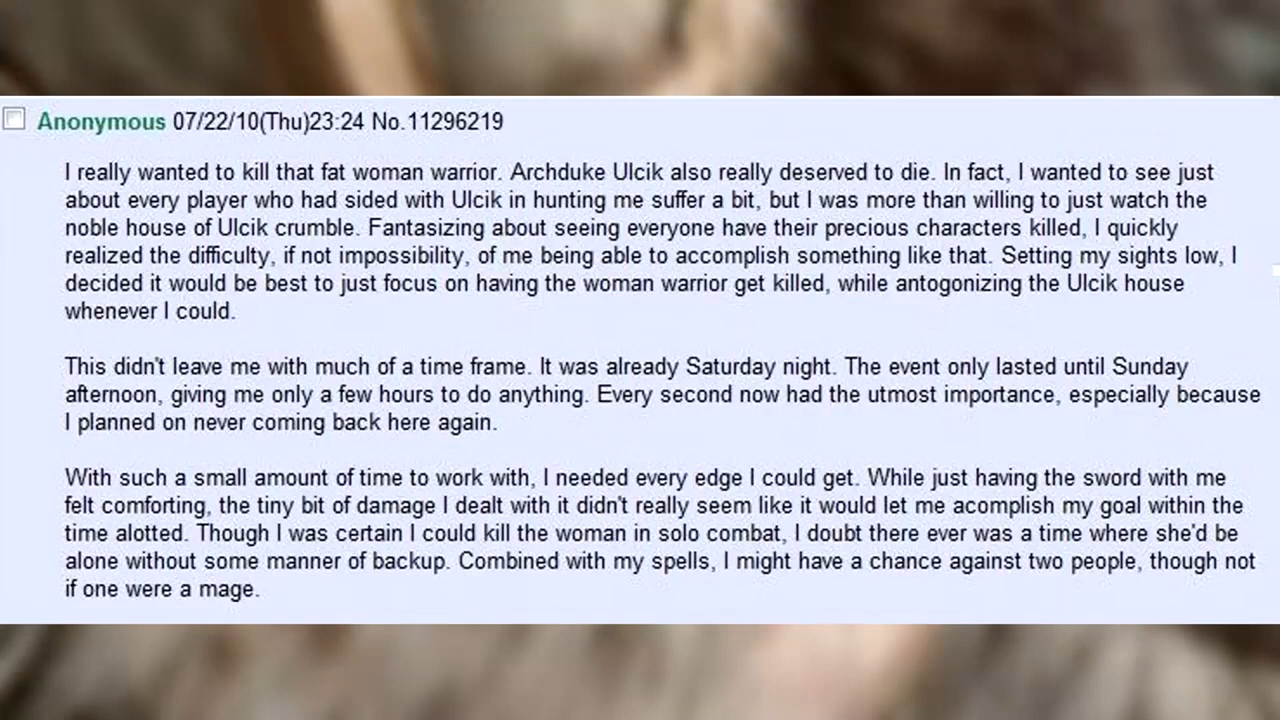 Anonymous 07/22/10(Thu)23:24 No.11296219
I really wanted to kill that fat woman warrior. Archduke Ulcik also really deserved to die. In fact, I wanted to see just
about every player who had sided with Ulcik in hunting me suffer a bit, but I was more than willing to just watch the
noble house of Ulcik crumble. Fantasizing about seeing everyone have their precious characters killed, I quickly
realized the difficulty, if not impossibility, of me being able to accomplish something like that. Setting my sights low, I
decided it would be best to just focus on having the woman warrior get killed, while antogonizing the Ulcik house
whenever I could.
This didn't leave me with much of a time frame. It was already Saturday night. The event only lasted until Sunday
afternoon, giving me only a few hours to do anything. Every second now had the utmost importance, especially because
I planned on never coming back here again.
With such a small amount of time to work with, I needed every edge I could get. While just having the sword with me
felt comforting, the tiny bit of damage I dealt with it didn't really seem like it would let me acomplish my goal within the
time alotted. Though I was certain I could kill the woman in solo combat, I doubt there ever was a time where she'd be
alone without some manner of backup. Combined with my spells, I might have a chance against two people, though not
if one were a mage.